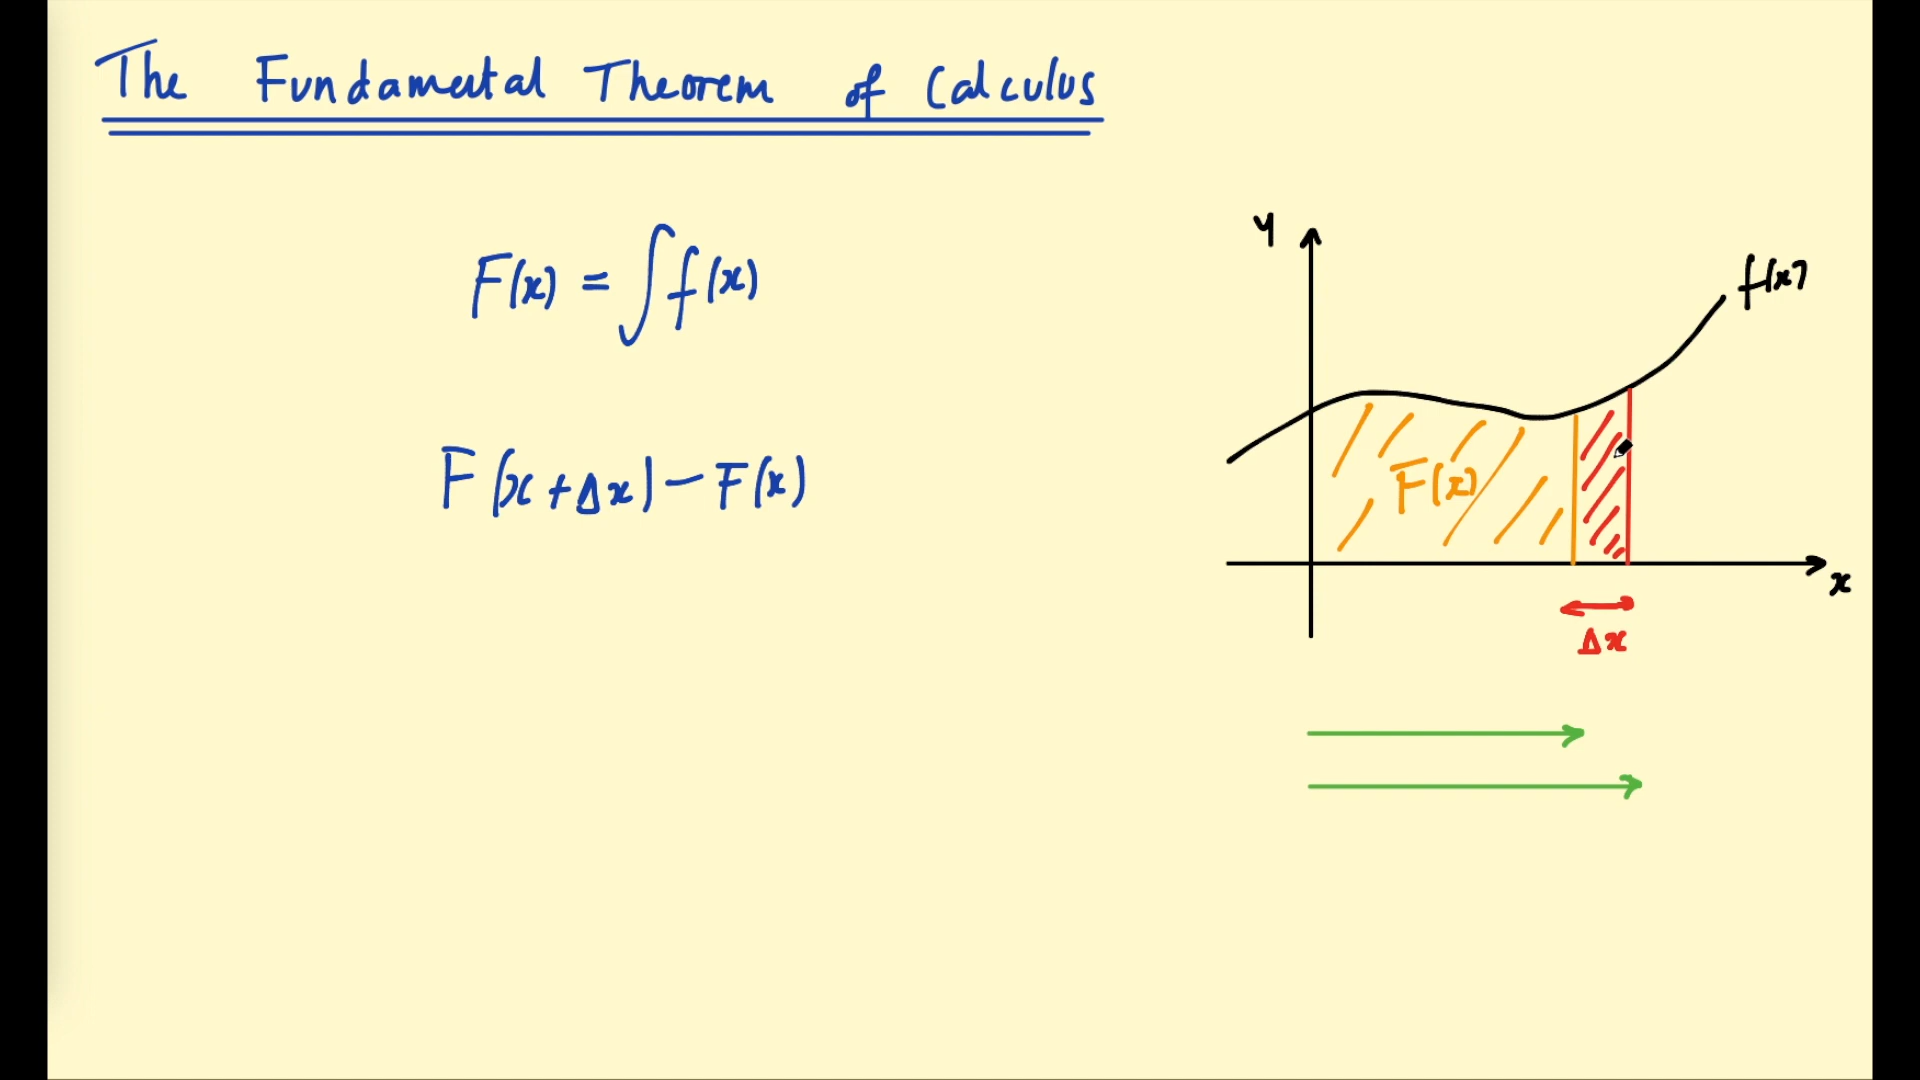 The Fundamental Theorem of Calculus
F(x) = ∫f(x)
F(x + Δx) − F(x)
y
f(x)
F(x)
x
Δx